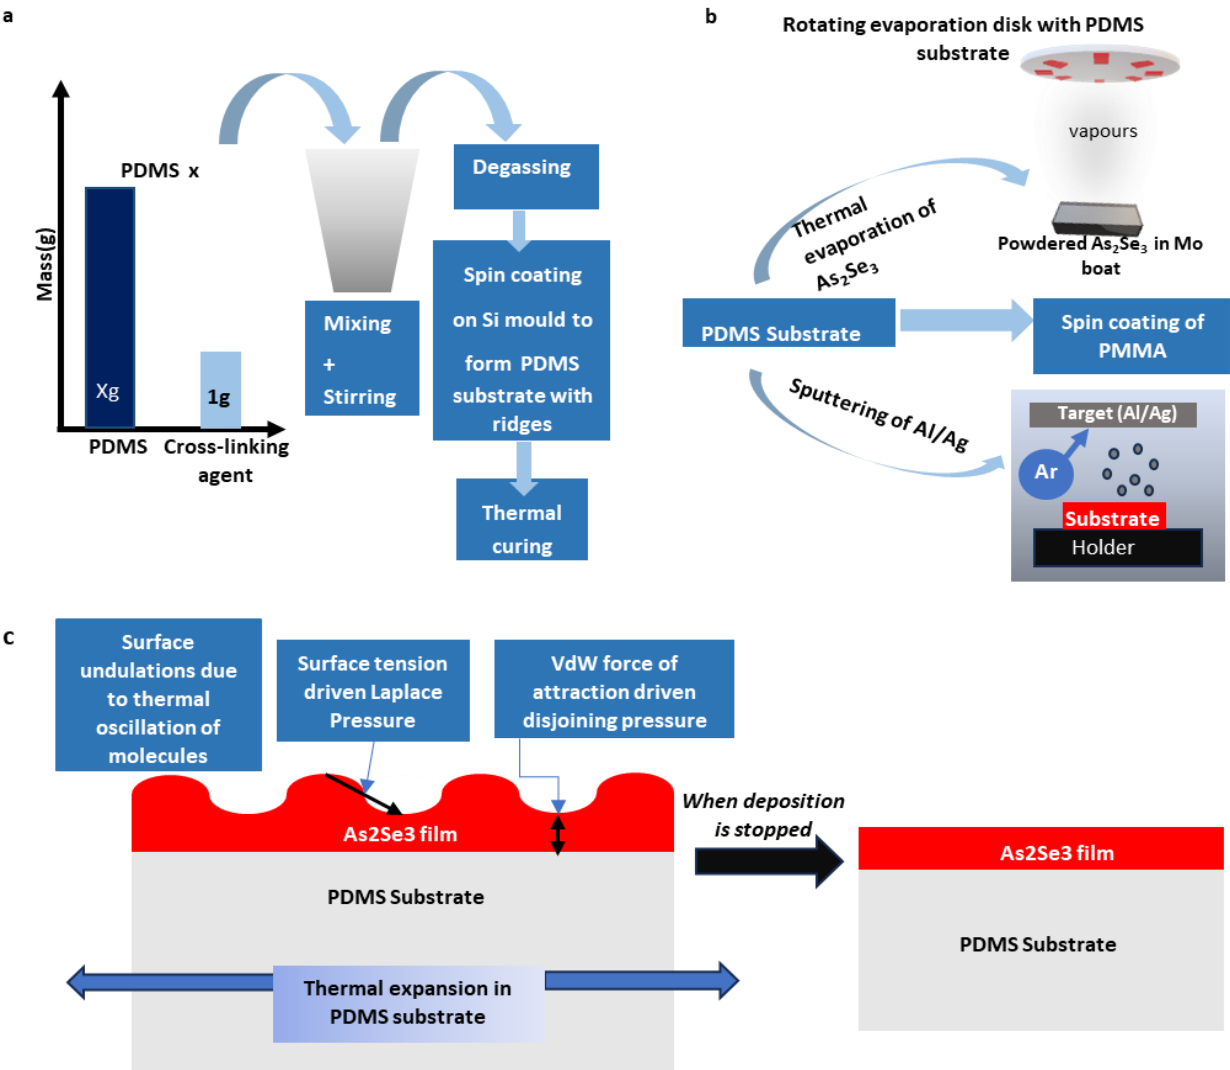 a
PDMS x
Mass(g)
Xg
1g
PDMS
Cross-linking
agent
Mixing
+
Stirring
Degassing
Spin coating
on Si mould to
form PDMS
substrate with
ridges
Thermal
curing
b
Rotating evaporation disk with PDMS
substrate
vapours
Thermal
evaporation of
As₂Se₃
Powdered As₂Se₃ in Mo
boat
PDMS Substrate
Spin coating of
PMMA
Sputtering of Al/Ag
Target (Al/Ag)
Ar
Substrate
Holder
c
Surface
undulations due
to thermal
oscillation of
molecules
Surface tension
driven Laplace
Pressure
VdW force of
attraction driven
disjoining pressure
As2Se3 film
PDMS Substrate
Thermal expansion in
PDMS substrate
When deposition
is stopped
As2Se3 film
PDMS Substrate